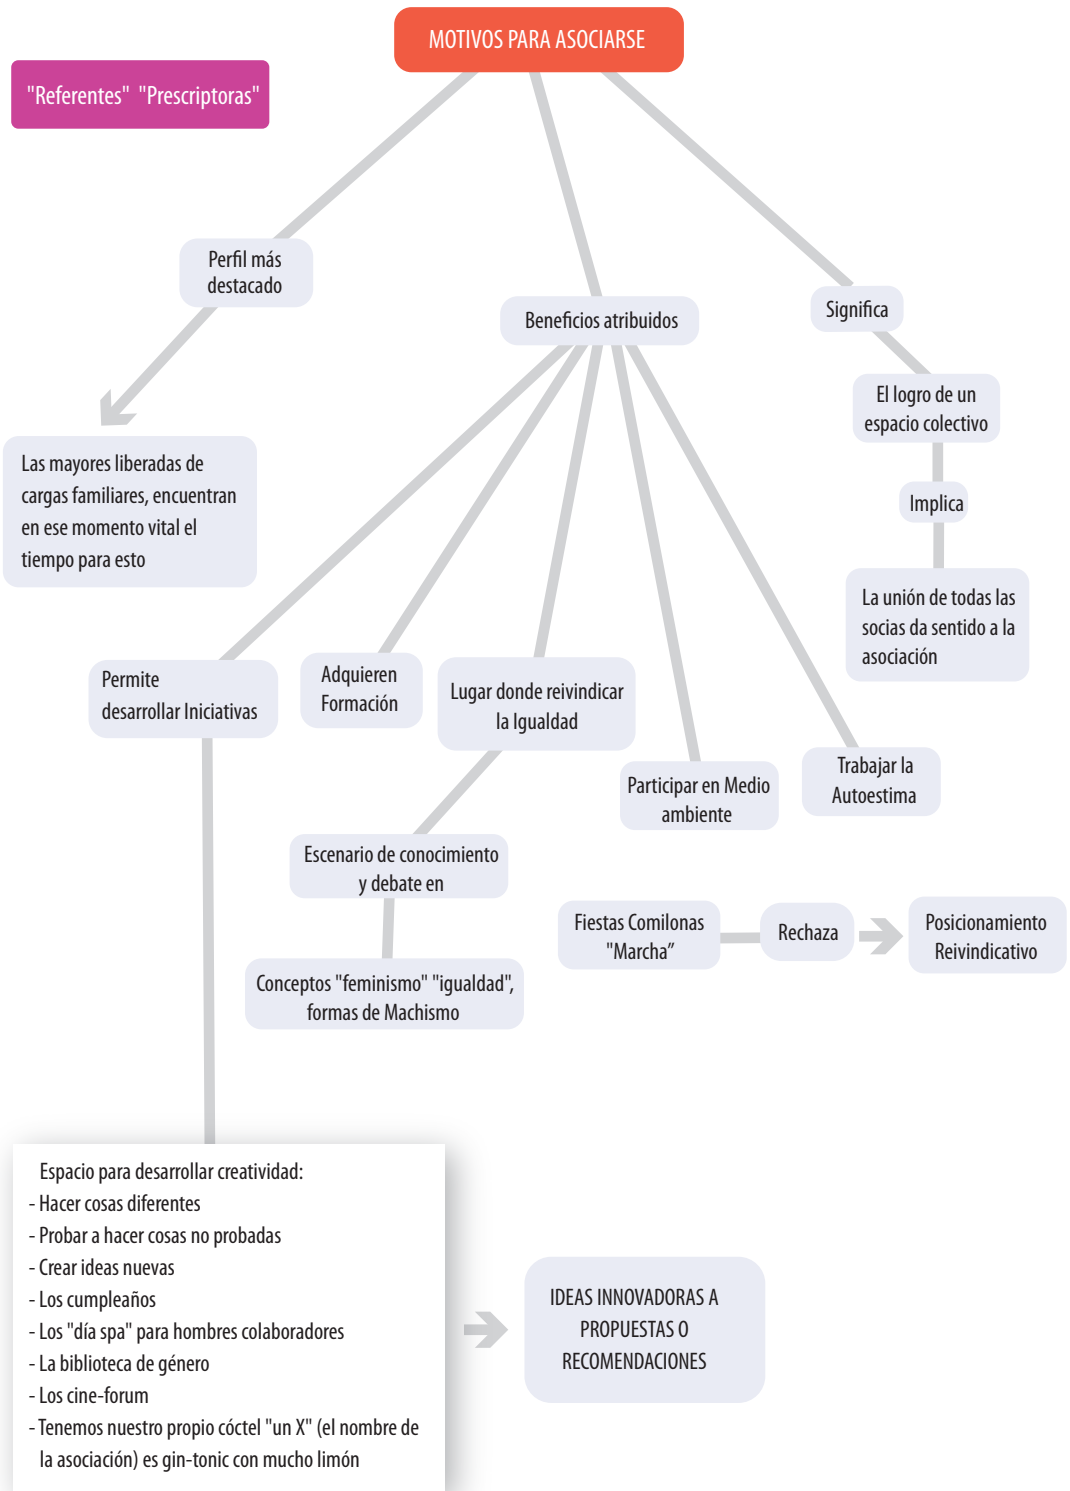 MOTIVOS PARA ASOCIARSE
"Referentes" "Prescriptoras"
Perfil más
destacado
Beneficios atribuidos
Significa
El logro de un
espacio colectivo
Las mayores liberadas de
cargas familiares, encuentran
en ese momento vital el
tiempo para esto
Implica
La unión de todas las
socias da sentido a la
asociación
Permite
desarrollar Iniciativas
Adquieren
Formación
Lugar donde reivindicar
la Igualdad
Participar en Medio
ambiente
Trabajar la
Autoestima
Escenario de conocimiento
y debate en
Conceptos "feminismo" "igualdad",
formas de Machismo
Fiestas Comilonas
"Marcha”
Rechaza
Posicionamiento
Reivindicativo
Espacio para desarrollar creatividad:
- Hacer cosas diferentes
- Probar a hacer cosas no probadas
- Crear ideas nuevas
- Los cumpleaños
- Los "día spa" para hombres colaboradores
- La biblioteca de género
- Los cine-forum
- Tenemos nuestro propio cóctel "un X" (el nombre de
la asociación) es gin-tonic con mucho limón
IDEAS INNOVADORAS A
PROPUESTAS O
RECOMENDACIONES